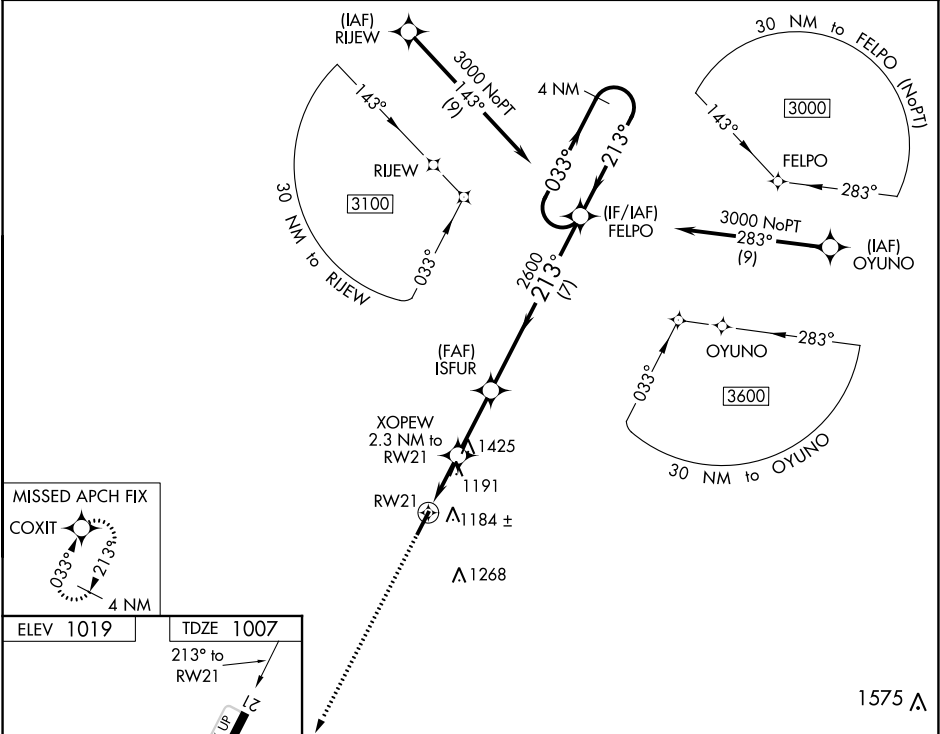 (IAF)
RIJEW
3000 NoPT
143°
(9)
4 NM
033°
213°
30 NM to FELPO (NoPT)
3000
143°
FELPO
283°
143°
RIJEW
3100
033°
30 NM to RIJEW
(IF/IAF)
FELPO
3000 NoPT
283°
(9)
(IAF)
OYUNO
2600
213°
(7)
OYUNO
283°
033°
3600
30 NM to OYUNO
(FAF)
ISFUR
XOPEW
2.3 NM to
RW21
1425
1191
RW21
1184 ±
1268
MISSED APCH FIX
COXIT
033°
213°
4 NM
ELEV 1019
TDZE 1007
213° to
RW21
21
UP
1575